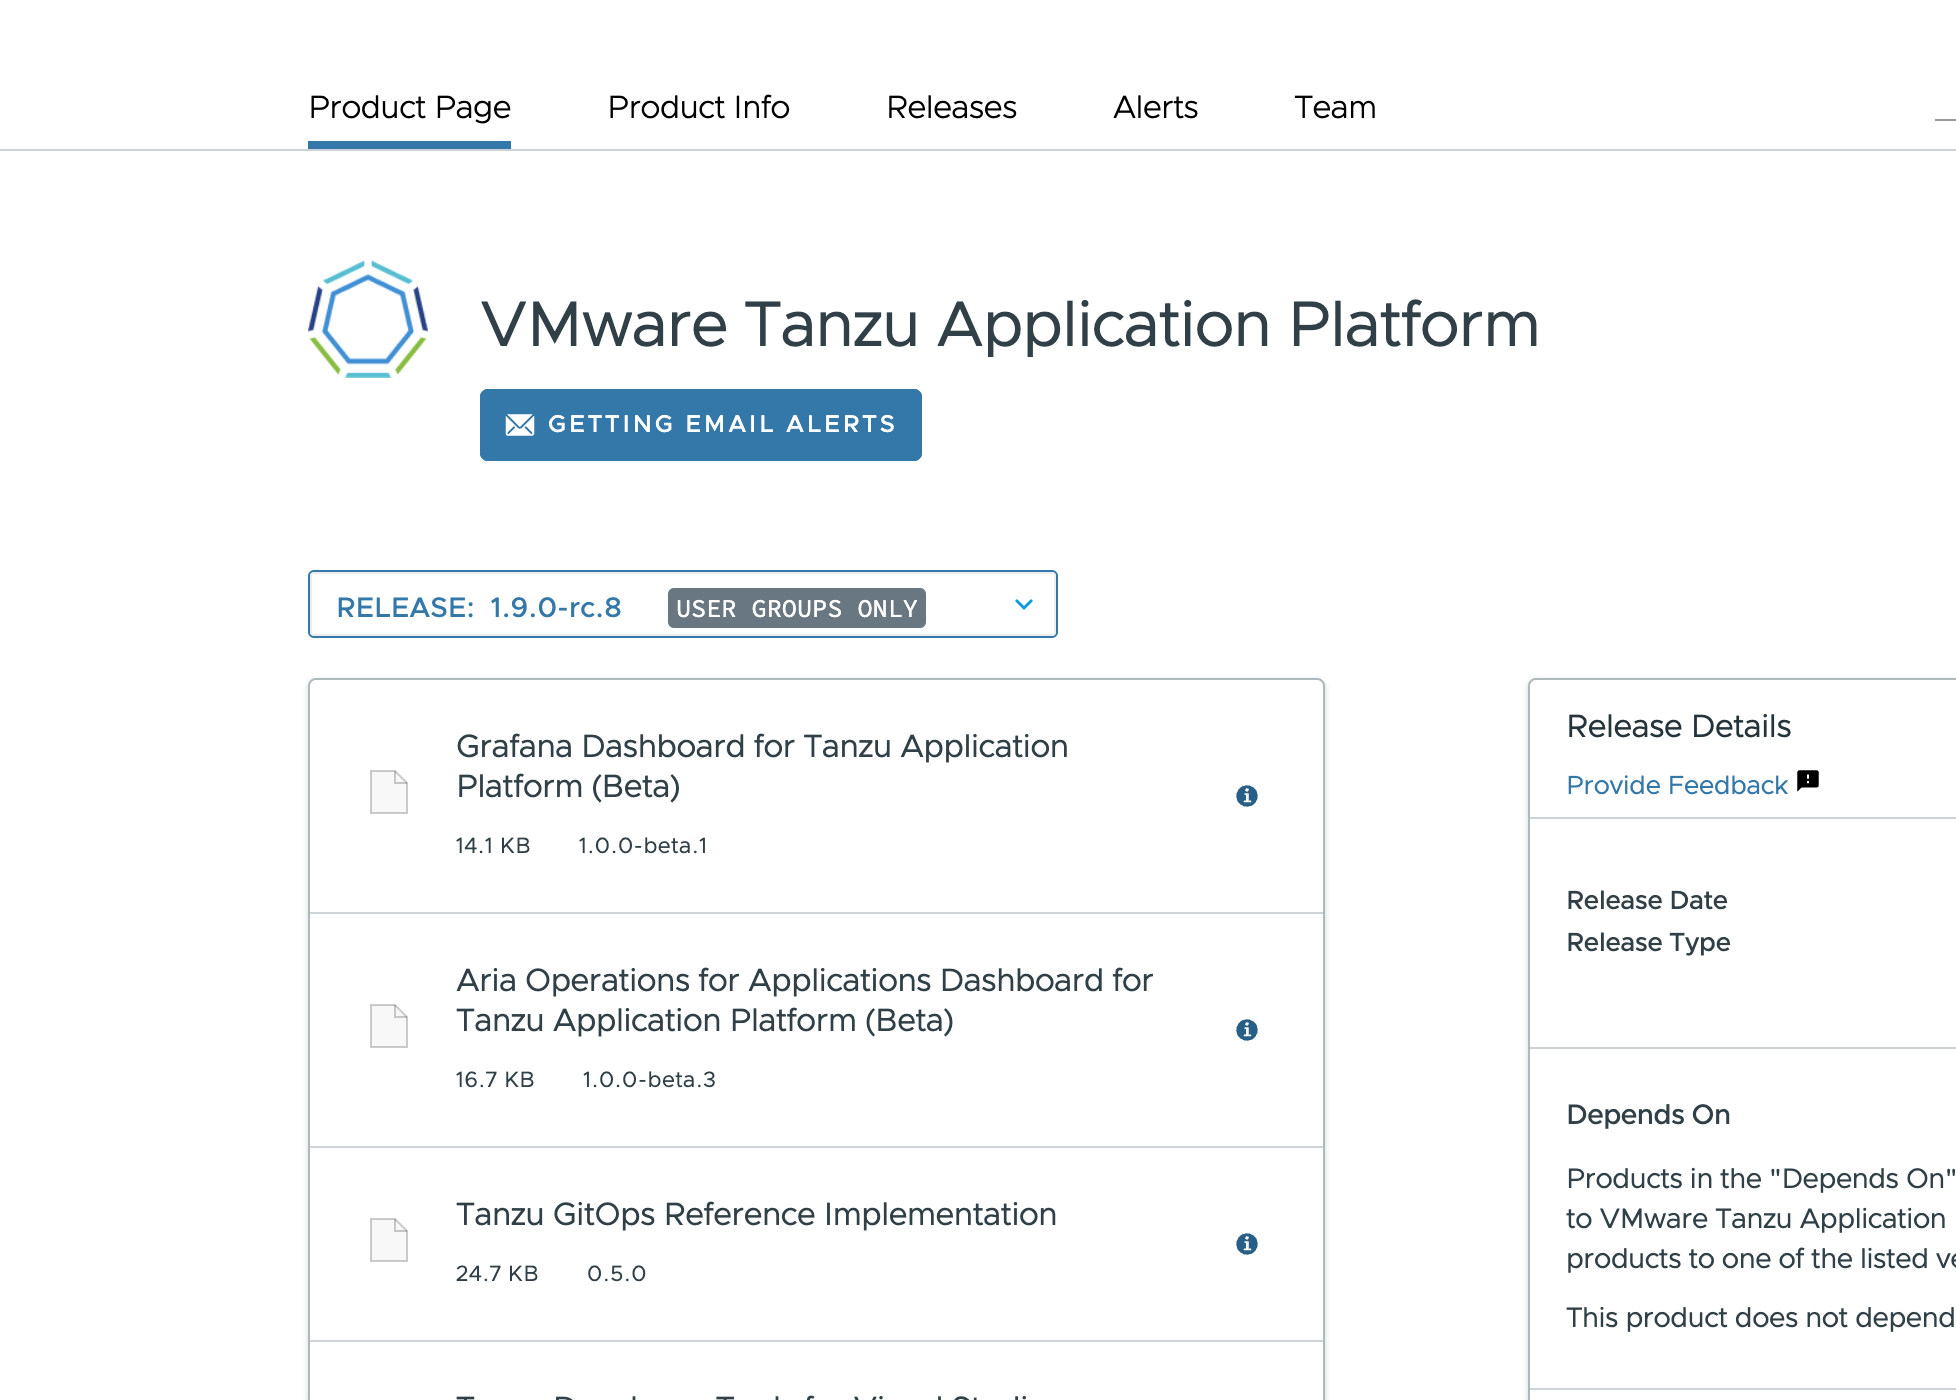 Product Page Product Info Releases Alerts Team
VMware Tanzu Application Platform
GETTING EMAIL ALERTS
RELEASE: 1.9.0-rc.8 USER GROUPS ONLY
Grafana Dashboard for Tanzu Application
Platform (Beta)
14.1 KB 1.0.0-beta.1
Aria Operations for Applications Dashboard for
Tanzu Application Platform (Beta)
16.7 KB 1.0.0-beta.3
Tanzu GitOps Reference Implementation
24.7 KB 0.5.0
Release Details
Provide Feedback
Release Date
Release Type
Depends On
Products in the "Depends On"
to VMware Tanzu Application
products to one of the listed
This product does not depend